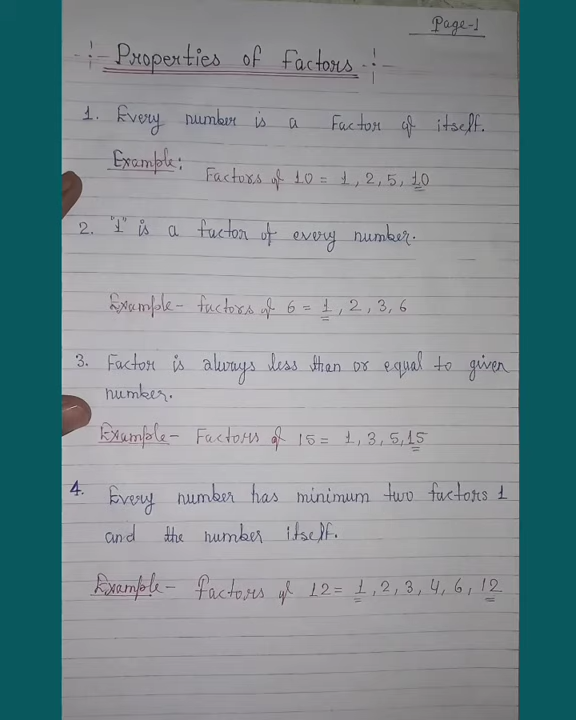 Page-1
Properties of Factors
1. Every number is a Factor of itself.
Example: Factors of 10 = 1, 2, 5, 10
2. "1" is a factor of every number.
Example- factors of 6 = 1, 2, 3, 6
3. Factor is always less than or equal to given
number.
Example- Factors of 15 = 1, 3, 5, 15
4. Every number has minimum two factors 1
and the number itself.
Example- Factors of 12 = 1, 2, 3, 4, 6, 12